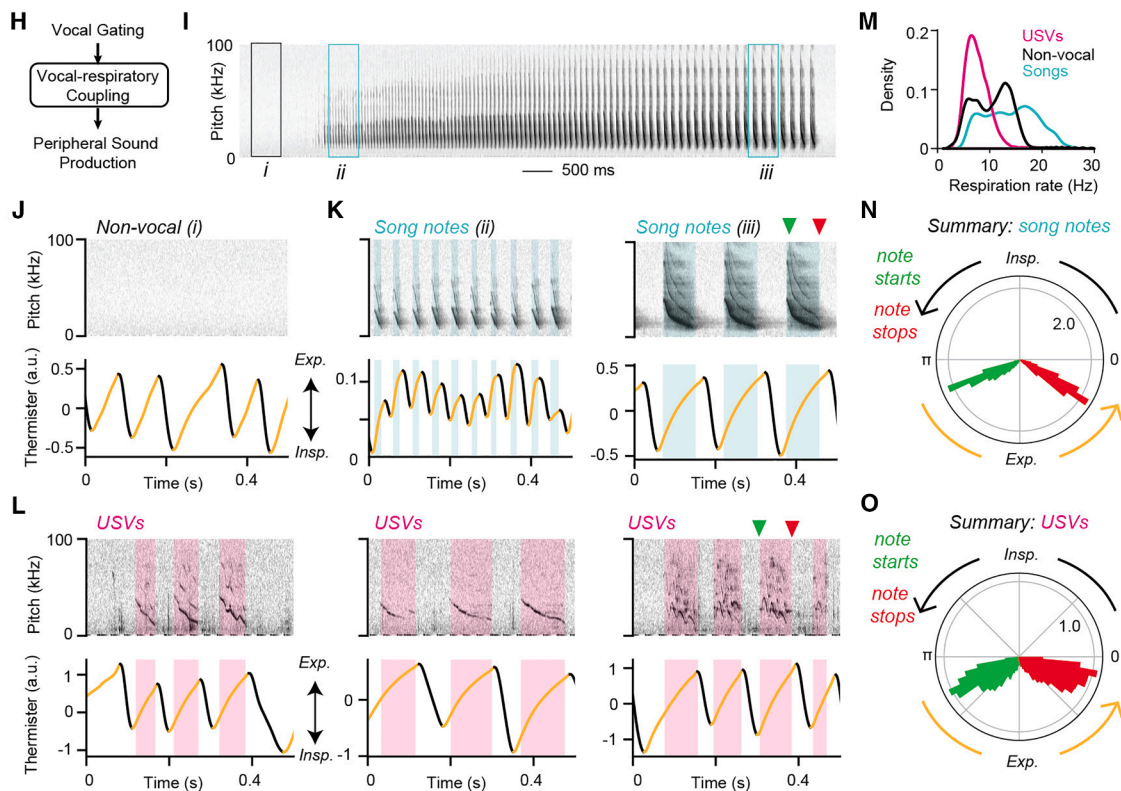 H
Vocal Gating
Vocal-respiratory
Coupling
Peripheral Sound
Production
I
Pitch (kHz)
100
0
i
ii
iii
500 ms
M
Density
0.2
0.1
0
USVs
Non-vocal
Songs
0
10
20
30
Respiration rate (Hz)
J
Non-vocal (i)
Pitch (kHz)
100
0
Thermister (a.u.)
0.5
0
-0.5
Exp.
Insp.
0
0.4
Time (s)
K
Song notes (ii)
0.1
0
0
0.4
Time (s)
Song notes (iii)
0.5
0
-0.5
0
0.4
Time (s)
N
Summary: song notes
note
starts
note
stops
Insp.
2.0
π
0
Exp.
L
USVs
Pitch (kHz)
100
0
Thermister (a.u.)
1
0
-1
Exp.
Insp.
0
0.4
Time (s)
USVs
0
-1
0
0.4
Time (s)
USVs
1
0
-1
0
0.4
Time (s)
O
Summary: USVs
note
starts
note
stops
Insp.
1.0
π
0
Exp.